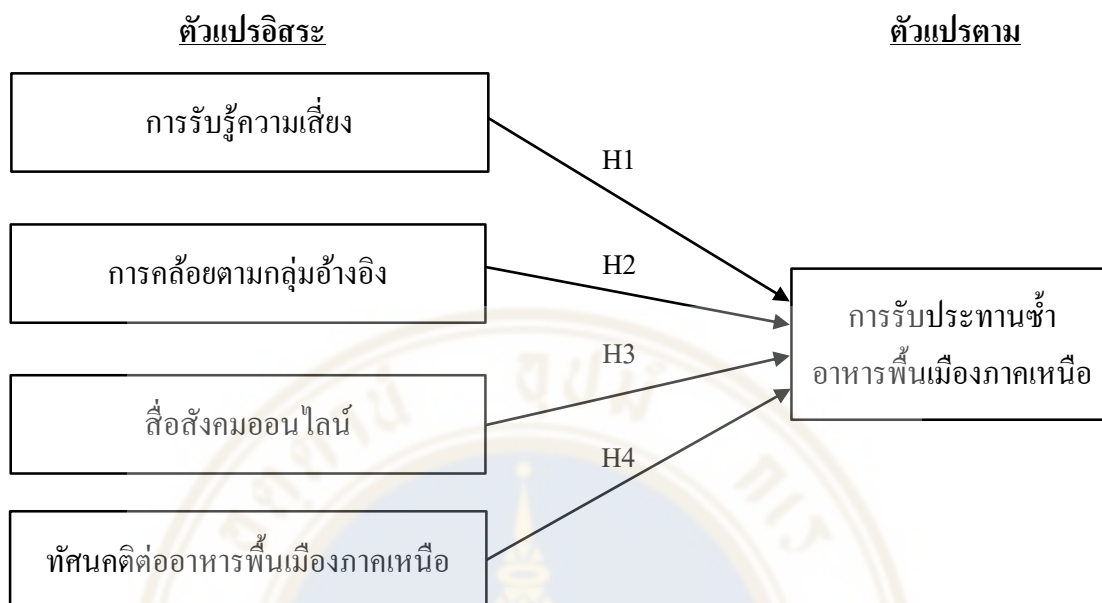 ตัวแปรอิสระ
ตัวแปรตาม
การรับรู้ความเสี่ยง
H1
การคล้อยตามกลุ่มอ้างอิง
H2
การรับประทานซ้ำ
อาหารพื้นเมืองภาคเหนือ
สื่อสังคมออนไลน์
H3
H4
ทัศนคติต่ออาหารพื้นเมืองภาคเหนือ